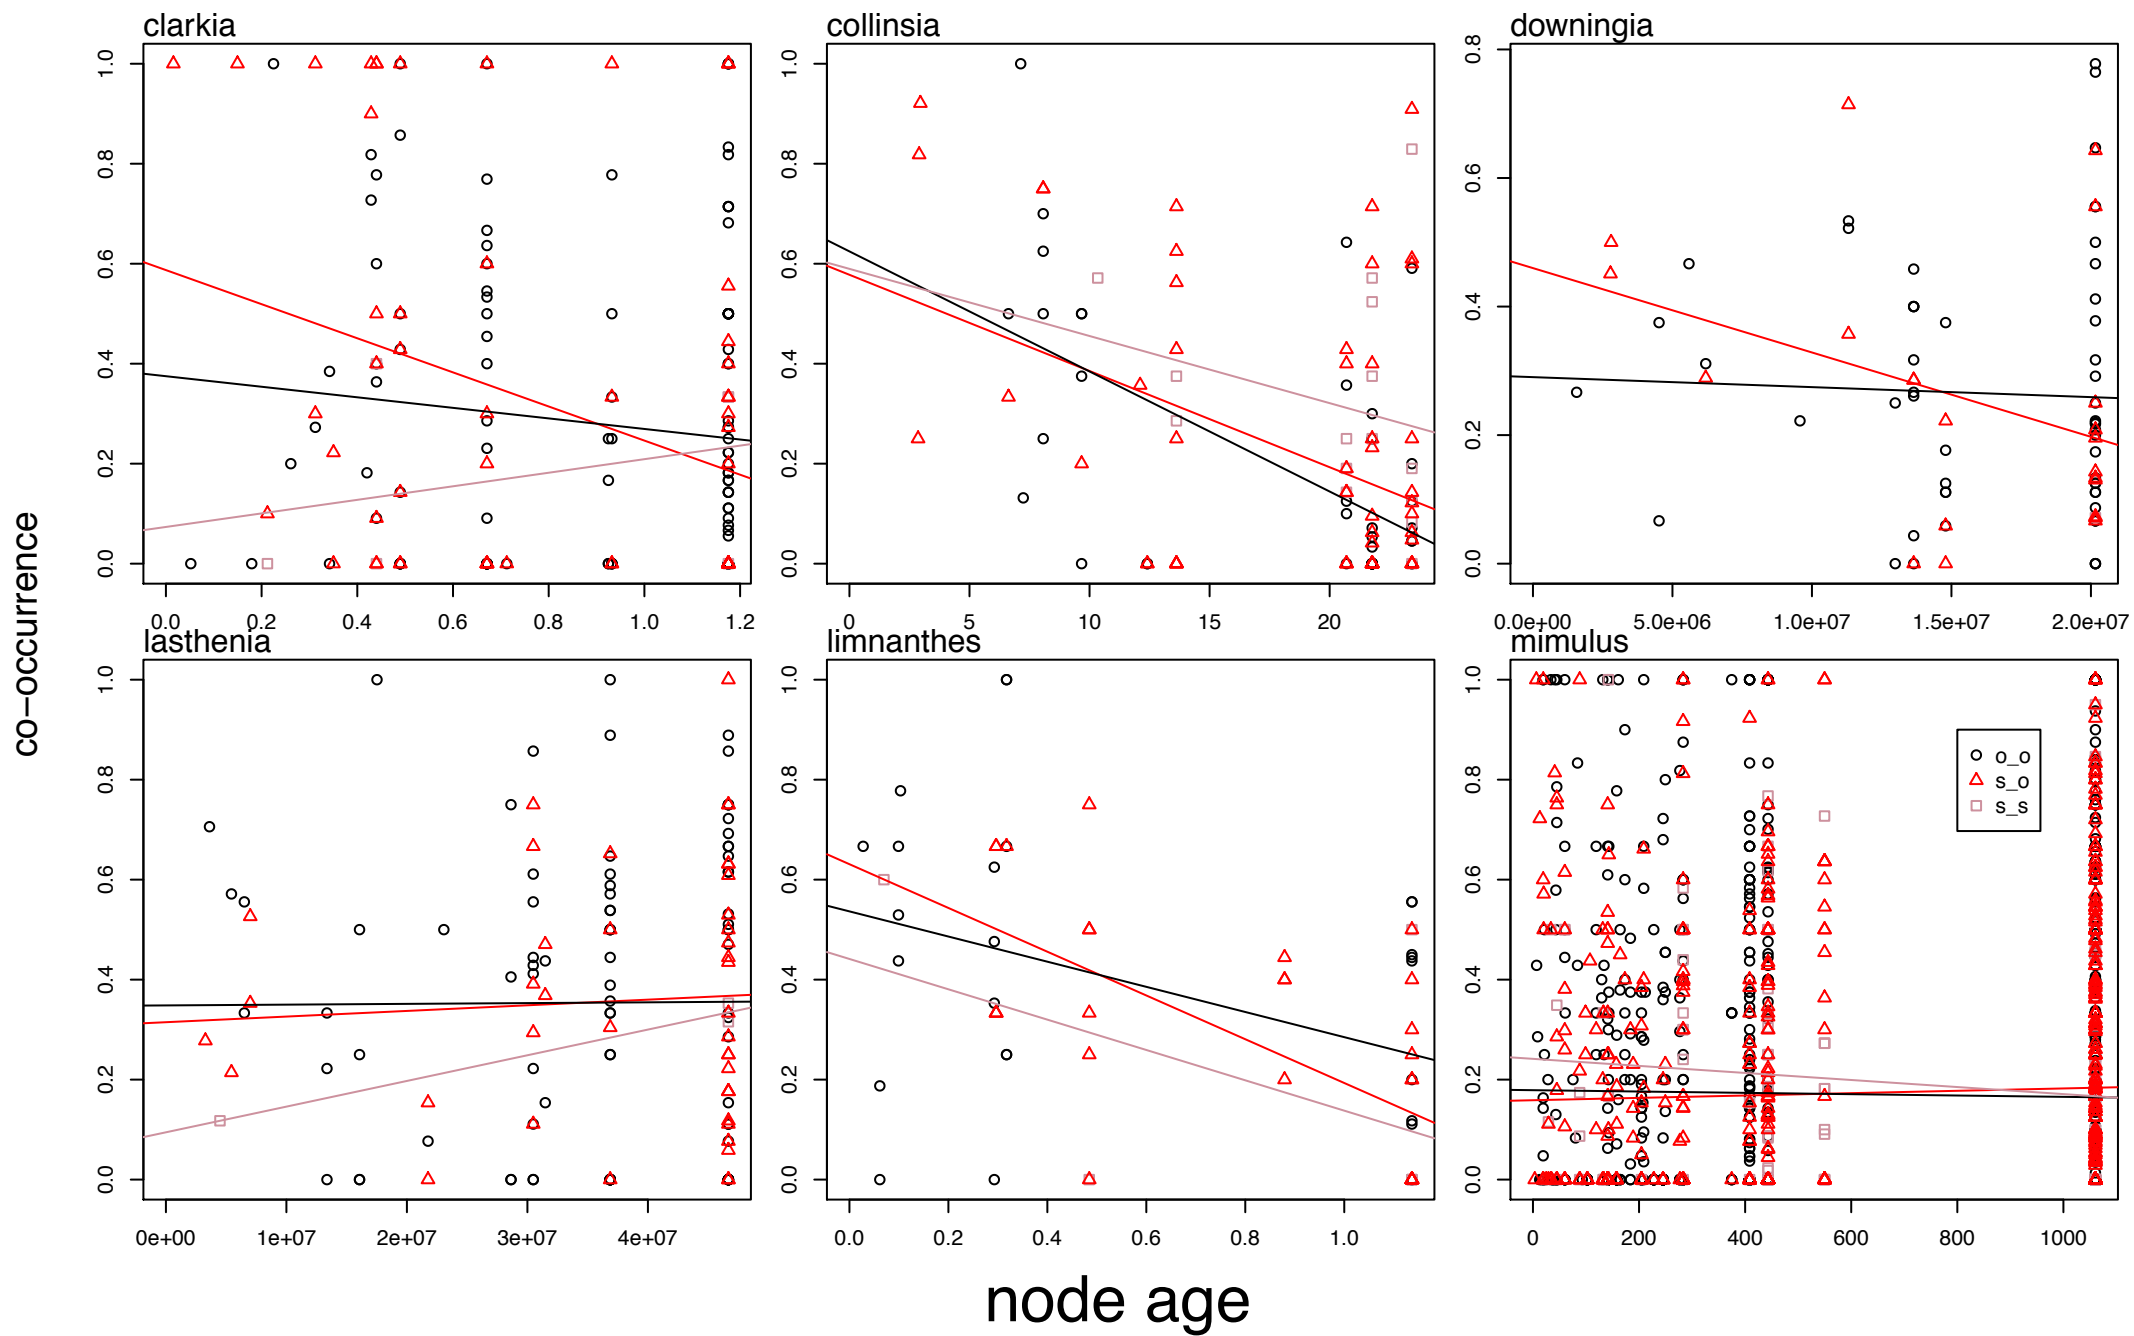 clarkia
collinsia
downingia
1.0
0.8
0.6
0.4
0.2
0.0
0.0 0.2 0.4 0.6 0.8 1.0 1.2
1.0
0.8
0.6
0.4
0.2
0.0
0 5 10 15 20
0.8
0.6
0.4
0.2
0.0
0.0e+00 5.0e+06 1.0e+07 1.5e+07 2.0e+07
co−occurrence
lasthenia
limnanthes
mimulus
1.0
0.8
0.6
0.4
0.2
0.0
0e+00 1e+07 2e+07 3e+07 4e+07
1.0
0.8
0.6
0.4
0.2
0.0
0.0 0.2 0.4 0.6 0.8 1.0
1.0
0.8
0.6
0.4
0.2
0.0
o_o
s_o
s_s
0 200 400 600 800 1000
node age